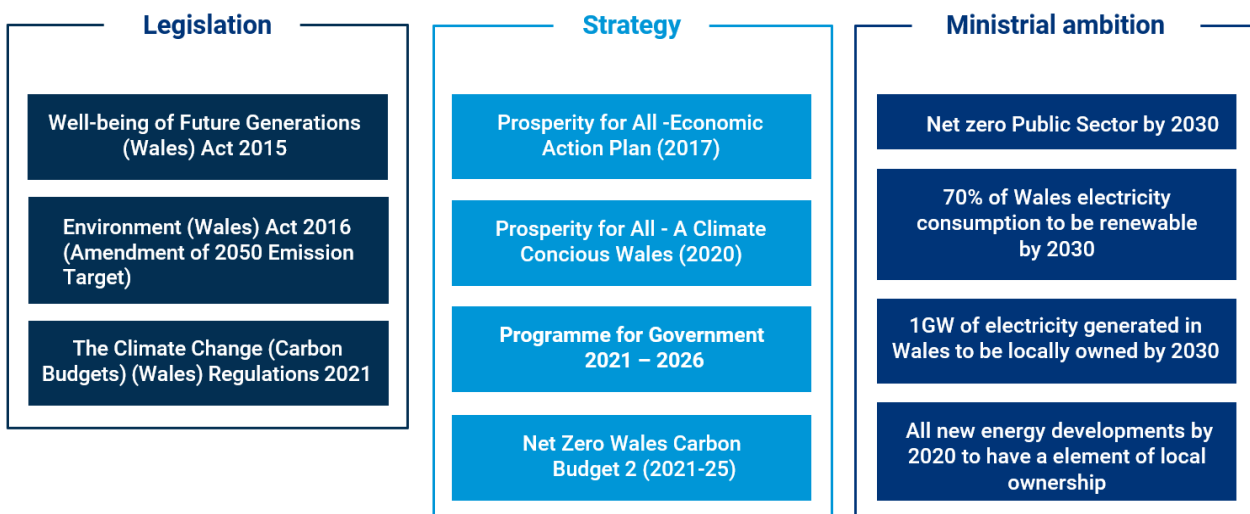 Legislation
Well-being of Future Generations
(Wales) Act 2015
Environment (Wales) Act 2016
(Amendment of 2050 Emission
Target)
The Climate Change (Carbon
Budgets) (Wales) Regulations 2021
Strategy
Prosperity for All -Economic
Action Plan (2017)
Prosperity for All - A Climate
Concious Wales (2020)
Programme for Government
2021 – 2026
Net Zero Wales Carbon
Budget 2 (2021-25)
Ministrial ambition
Net zero Public Sector by 2030
70% of Wales electricity
consumption to be renewable
by 2030
1GW of electricity generated in
Wales to be locally owned by 2030
All new energy developments by
2020 to have a element of local
ownership